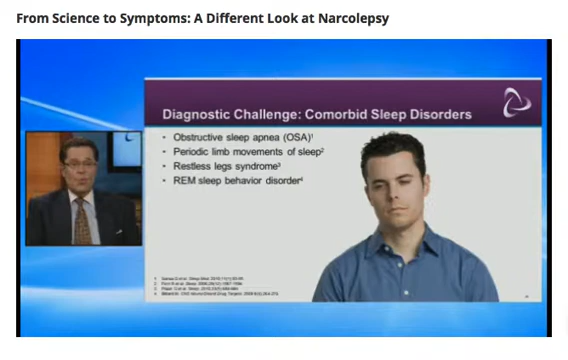 From Science to Symptoms: A Different Look at Narcolepsy
Diagnostic Challenge: Comorbid Sleep Disorders
• Obstructive sleep apnea (OSA)¹
• Periodic limb movements of sleep²
• Restless legs syndrome³
• REM sleep behavior disorder⁴